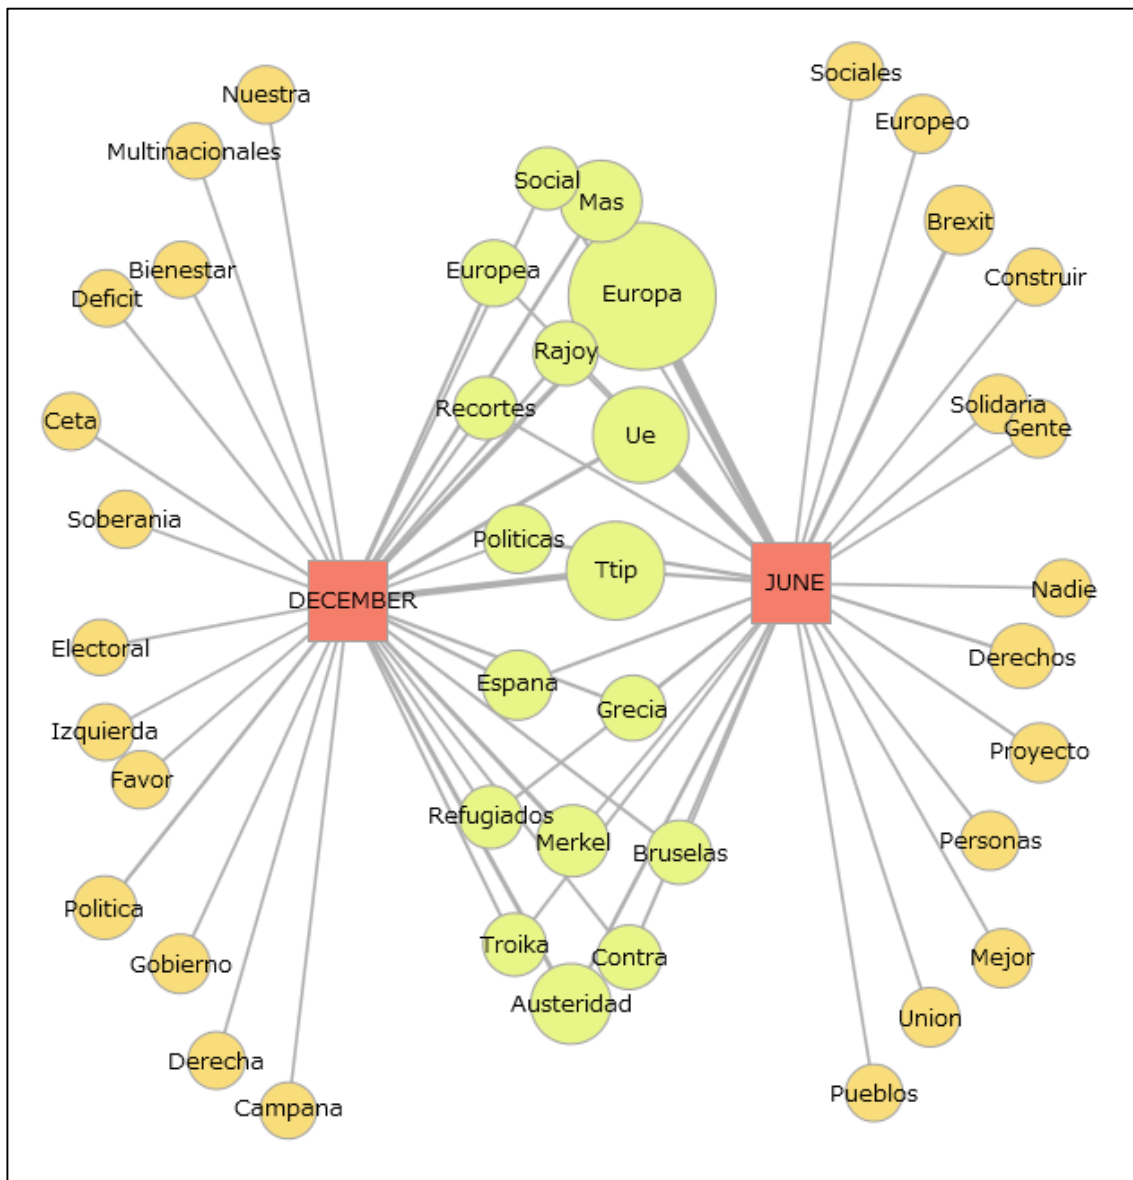 Sociales
Nuestra
Europeo
Multinacionales
Social
Mas
Brexit
Bienestar
Europea
Construir
Deficit
Europa
Rajoy
Solidaria
Recortes
Ceta
Gente
Ue
Soberania
Politicas
Ttip
JUNE
Nadie
DECEMBER
Electoral
Derechos
Espana
Grecia
Izquierda
Proyecto
Favor
Refugiados
Merkel
Personas
Bruselas
Politica
Troika
Contra
Mejor
Gobierno
Austeridad
Union
Derecha
Pueblos
Campana